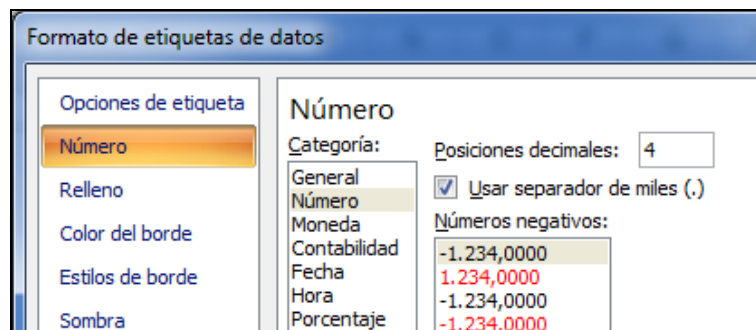 Formato de etiquetas de datos
Opciones de etiqueta
Número
Relleno
Color del borde
Estilos de borde
Sombra
Número
Categoría:
General
Número
Moneda
Contabilidad
Fecha
Hora
Porcentaje
Posiciones decimales: 4
Usar separador de miles (.)
Números negativos:
-1.234,0000
1.234,0000
-1.234,0000
-1.234,0000